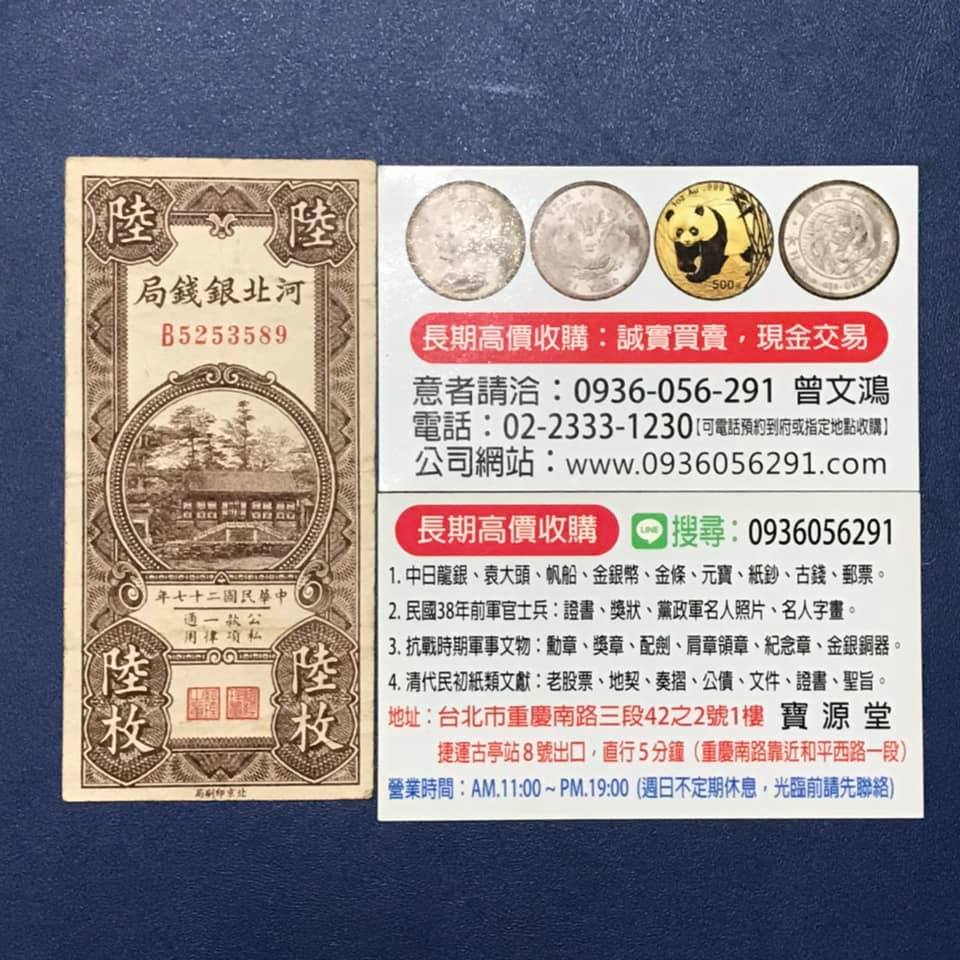 陸 陸
局錢銀北河
B5253589
年七十二國民華中
公私款項一律通用
陸枚 陸枚
局刷印京北
1oz Au .999
500元
長期高價收購：誠實買賣，現金交易
意者請洽：0936-056-291 曾文鴻
電話：02-2333-1230【可電話預約到府或指定地點收購】
公司網站：www.0936056291.com
長期高價收購 LINE 搜尋：0936056291
1. 中日龍銀、袁大頭、帆船、金銀幣、金條、元寶、紙鈔、古錢、郵票。
2. 民國38年前軍官士兵：證書、獎狀、黨政軍名人照片、名人字畫。
3. 抗戰時期軍事文物：勳章、獎章、配劍、肩章領章、紀念章、金銀銅器。
4. 清代民初紙類文獻：老股票、地契、奏摺、公債、文件、證書、聖旨。
地址：台北市重慶南路三段42之2號1樓 寶源堂
捷運古亭站8號出口，直行5分鐘（重慶南路靠近和平西路一段）
營業時間：AM.11:00 ~ PM.19:00 (週日不定期休息，光臨前請先聯絡)